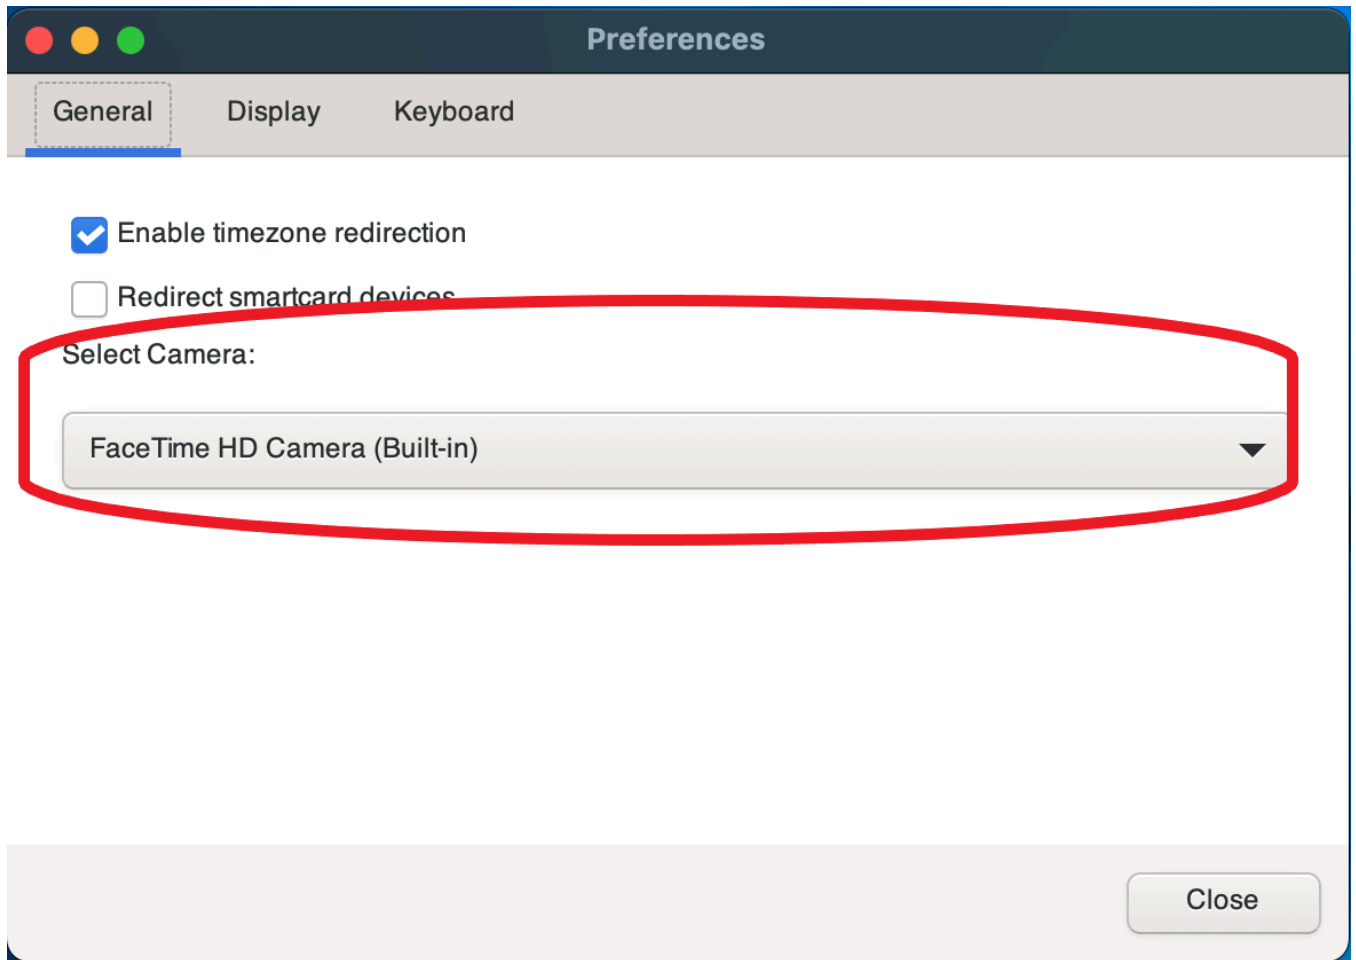 Preferences
General Display Keyboard
Enable timezone redirection
Redirect smartcard devices
Select Camera:
FaceTime HD Camera (Built-in)
Close